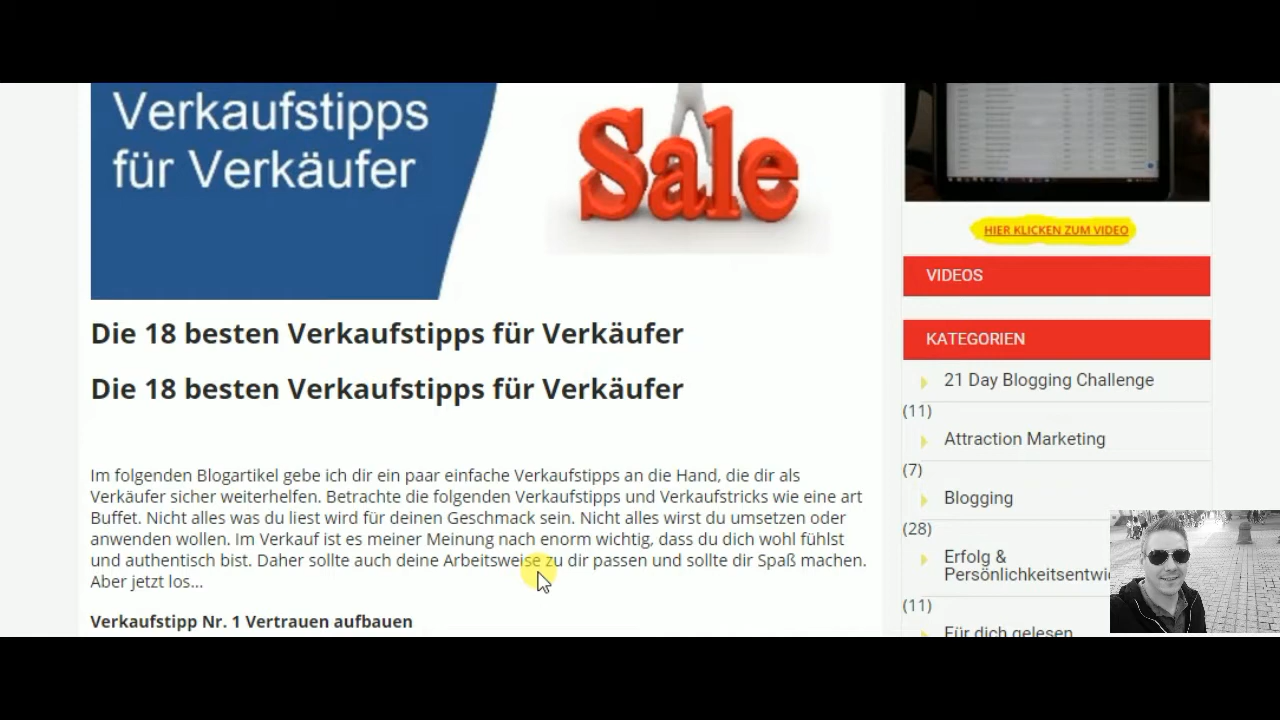 Verkaufstipps
für Verkäufer
Sale
Die 18 besten Verkaufstipps für Verkäufer
Die 18 besten Verkaufstipps für Verkäufer
Im folgenden Blogartikel gebe ich dir ein paar einfache Verkaufstipps an die Hand, die dir als
Verkäufer sicher weiterhelfen. Betrachte die folgenden Verkaufstipps und Verkaufstricks wie eine art
Buffet. Nicht alles was du liest wird für deinen Geschmack sein. Nicht alles wirst du umsetzen oder
anwenden wollen. Im Verkauf ist es meiner Meinung nach enorm wichtig, dass du dich wohl fühlst
und authentisch bist. Daher sollte auch deine Arbeitsweise zu dir passen und sollte dir Spaß machen.
Aber jetzt los...
Verkaufstipp Nr. 1 Vertrauen aufbauen
HIER KLICKEN ZUM VIDEO
VIDEOS
KATEGORIEN
21 Day Blogging Challenge
(11)
Attraction Marketing
(7)
Blogging
(28)
Erfolg &
Persönlichkeitsentwi
(11)
Für dich gelesen